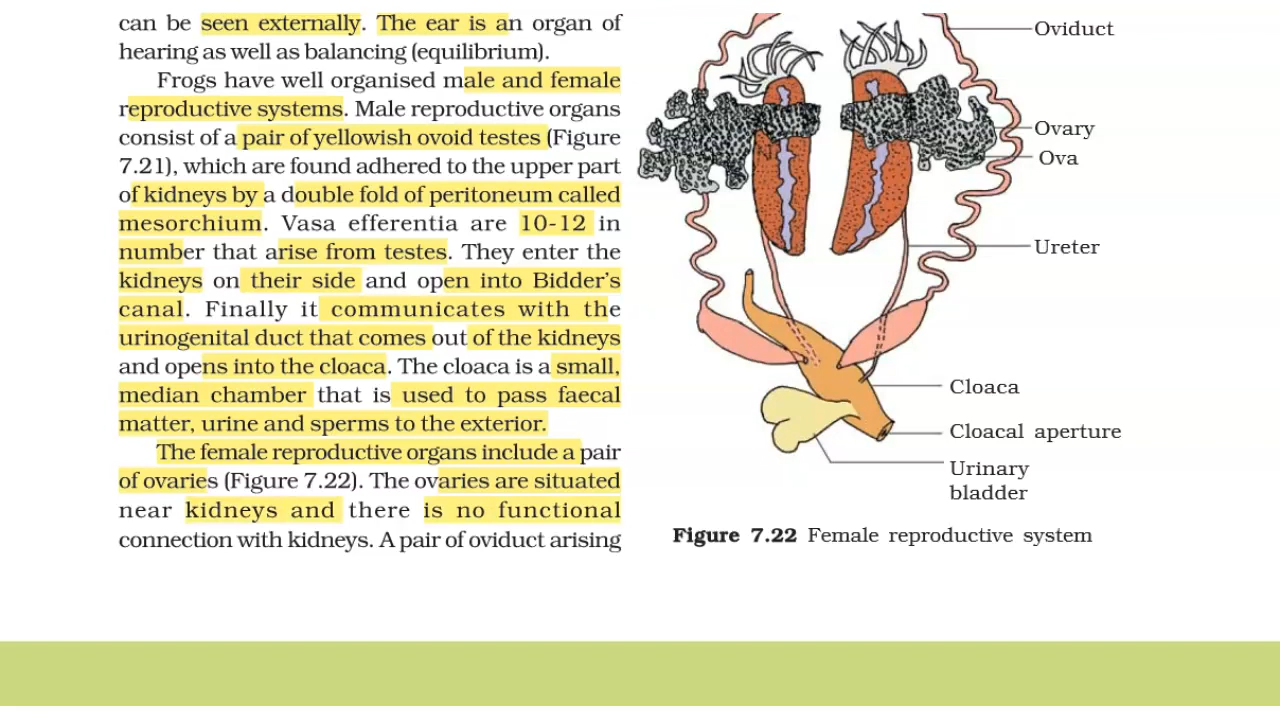 can be seen externally. The ear is an organ of
hearing as well as balancing (equilibrium).
Frogs have well organised male and female
reproductive systems. Male reproductive organs
consist of a pair of yellowish ovoid testes (Figure
7.21), which are found adhered to the upper part
of kidneys by a double fold of peritoneum called
mesorchium. Vasa efferentia are 10-12 in
number that arise from testes. They enter the
kidneys on their side and open into Bidder's
canal. Finally it communicates with the
urinogenital duct that comes out of the kidneys
and opens into the cloaca. The cloaca is a small,
median chamber that is used to pass faecal
matter, urine and sperms to the exterior.
The female reproductive organs include a pair
of ovaries (Figure 7.22). The ovaries are situated
near kidneys and there is no functional
connection with kidneys. A pair of oviduct arising
Oviduct
Ovary
Ova
Ureter
Cloaca
Cloacal aperture
Urinary
bladder
Figure 7.22 Female reproductive system